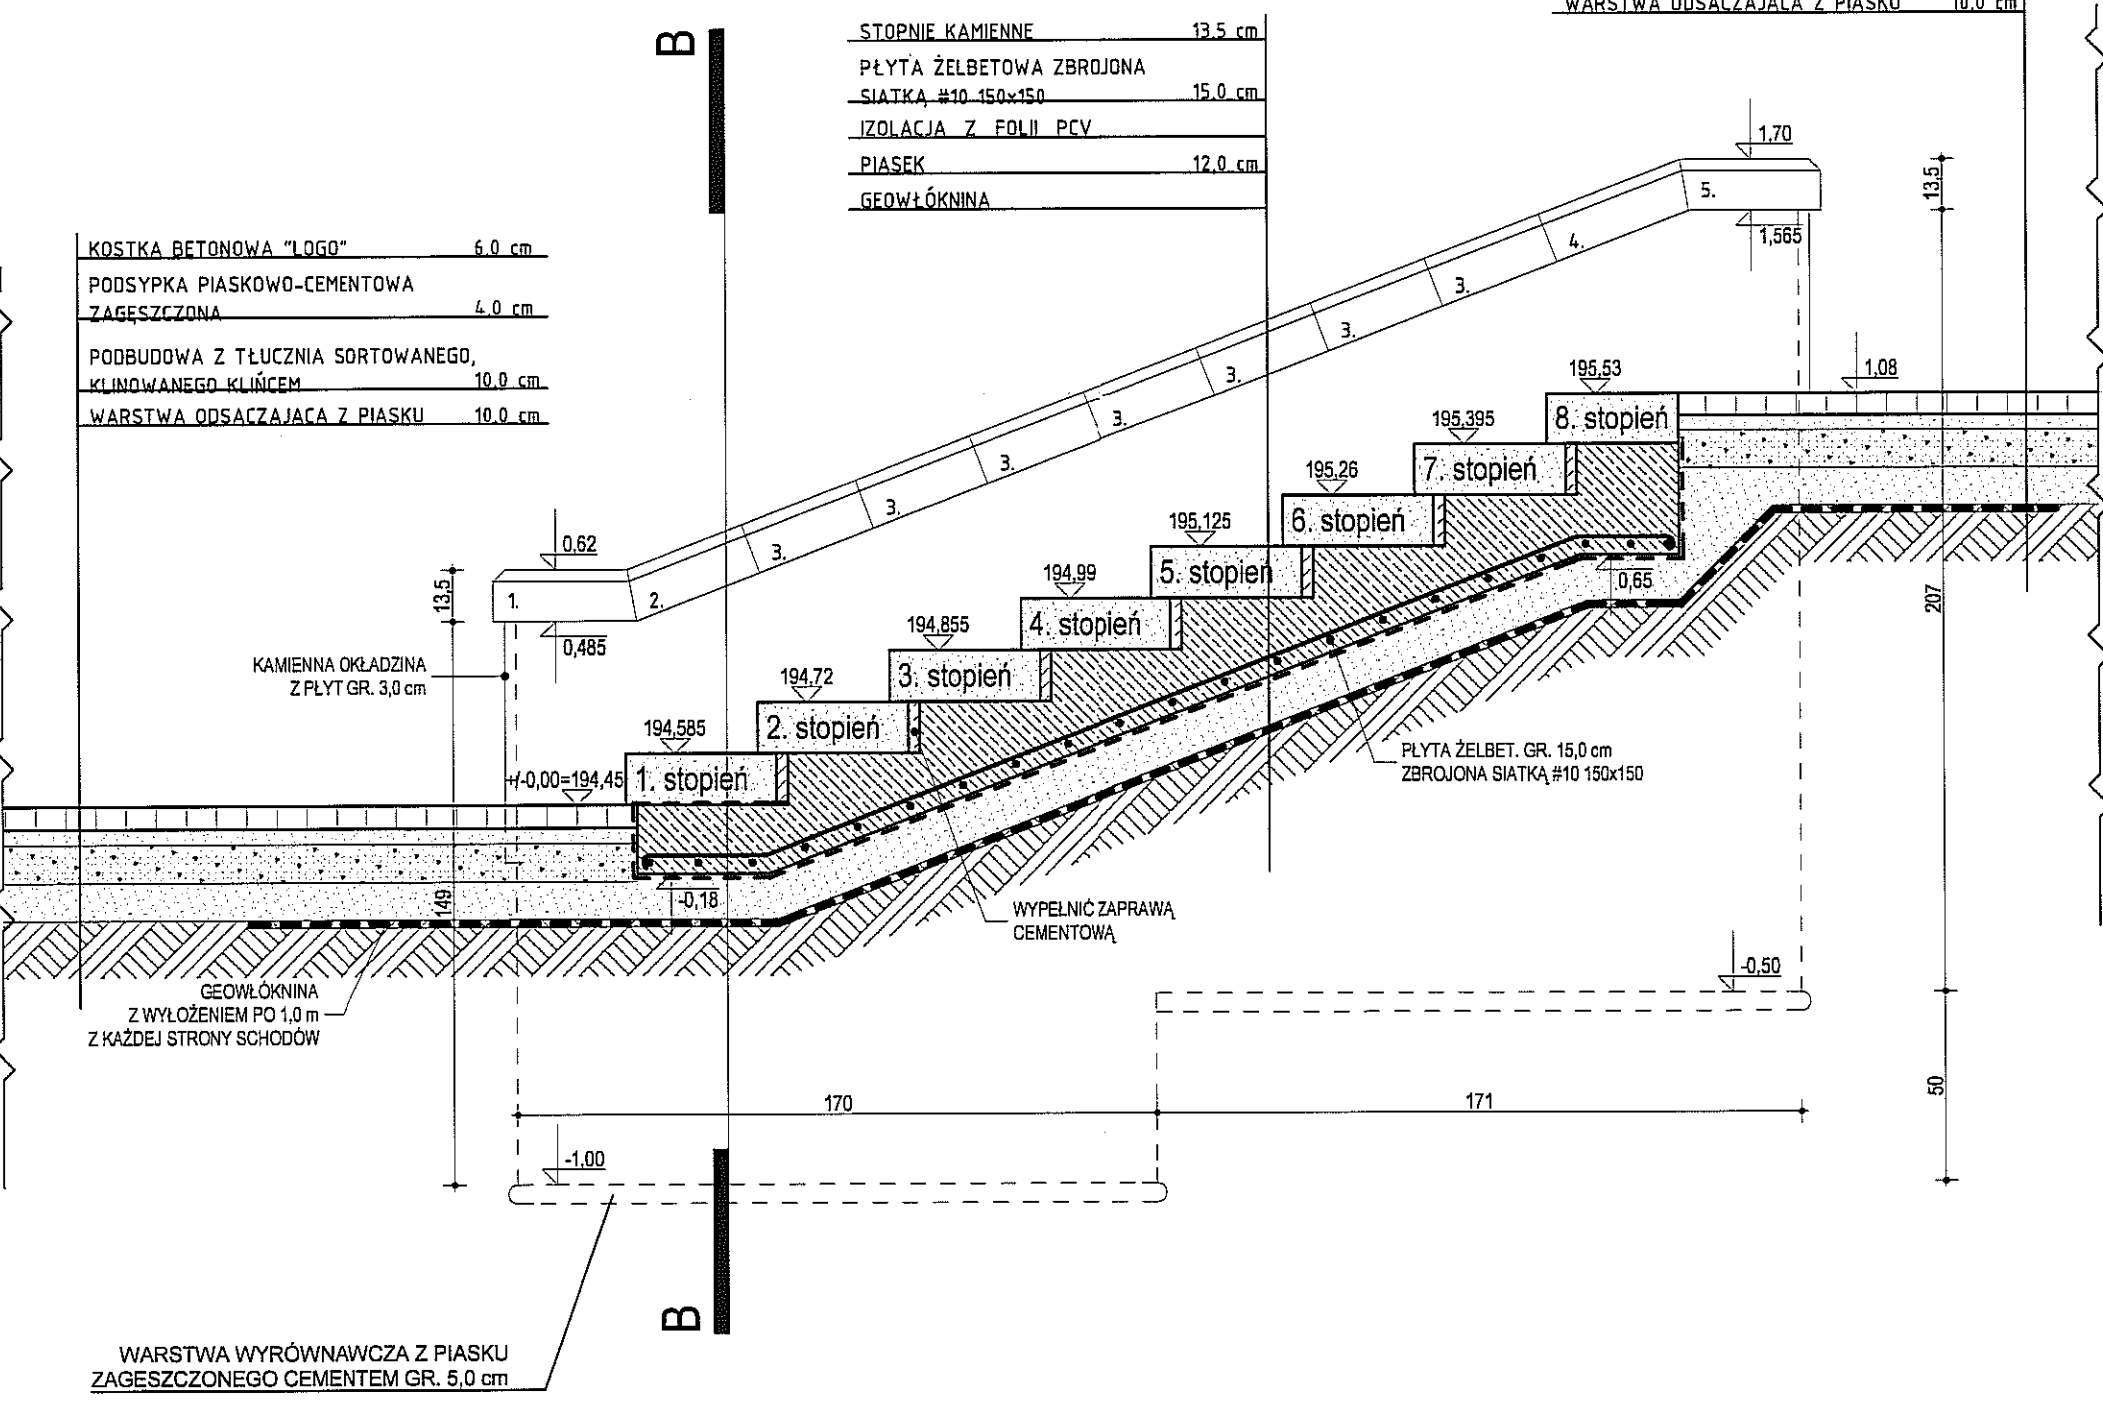 WARSTWA ODSĄCZAJĄCA Z PIASKU 10,0 cm
B
STOPNIE KAMIENNE 13.5 cm
PŁYTA ŻELBETOWA ZBROJONA
SIATKĄ #10 150x150 15.0 cm
IZOLACJA Z FOLII PCV
PIASEK 12,0 cm
GEOWŁÓKNINA
KOSTKA BETONOWA "LOGO" 6.0 cm
PODSYPKA PIASKOWO-CEMENTOWA
ZAGĘSZCZONA 4.0 cm
PODBUDOWA Z TŁUCZNIA SORTOWANEGO,
KLINOWANEGO KLIŃCEM 10.0 cm
WARSTWA ODSĄCZAJĄCA Z PIASKU 10.0 cm
1,70
13,5
5.
1,565
4.
3.
3.
3.
3.
3.
3.
3.
2.
1.
0,62
13,5
0,485
KAMIENNA OKŁADZINA
Z PŁYT GR. 3,0 cm
195,53
1,08
8. stopień
195,395
7. stopień
195,26
6. stopień
195,125
5. stopień
194,99
4. stopień
194,855
3. stopień
194,72
2. stopień
194,585
1. stopień
+/-0,00=194,45
0,65
207
-0,18
149
PŁYTA ŻELBET. GR. 15,0 cm
ZBROJONA SIATKĄ #10 150x150
WYPEŁNIĆ ZAPRAWĄ
CEMENTOWĄ
GEOWŁÓKNINA
Z WYŁOŻENIEM PO 1,0 m
Z KAŻDEJ STRONY SCHODÓW
-0,50
50
170
171
-1,00
B
WARSTWA WYRÓWNAWCZA Z PIASKU
ZAGESZCZONEGO CEMENTEM GR. 5,0 cm